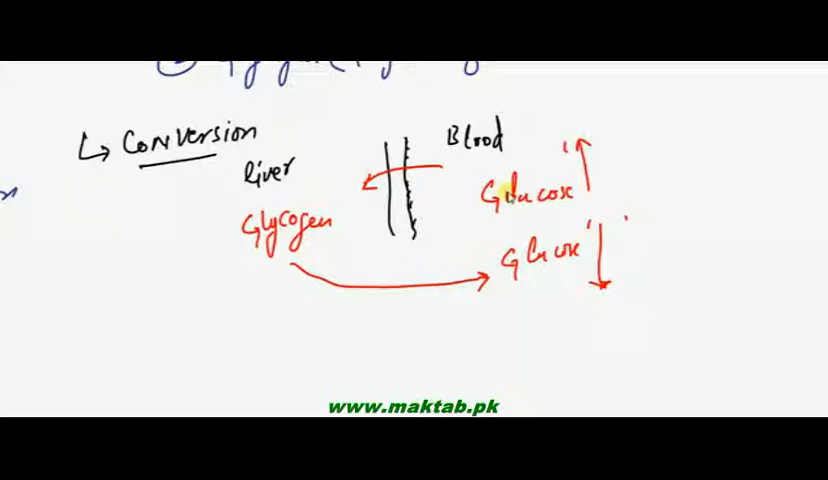 Conversion
Blood
liver
Glucose
Glycogen
Glucose
www.maktab.pk